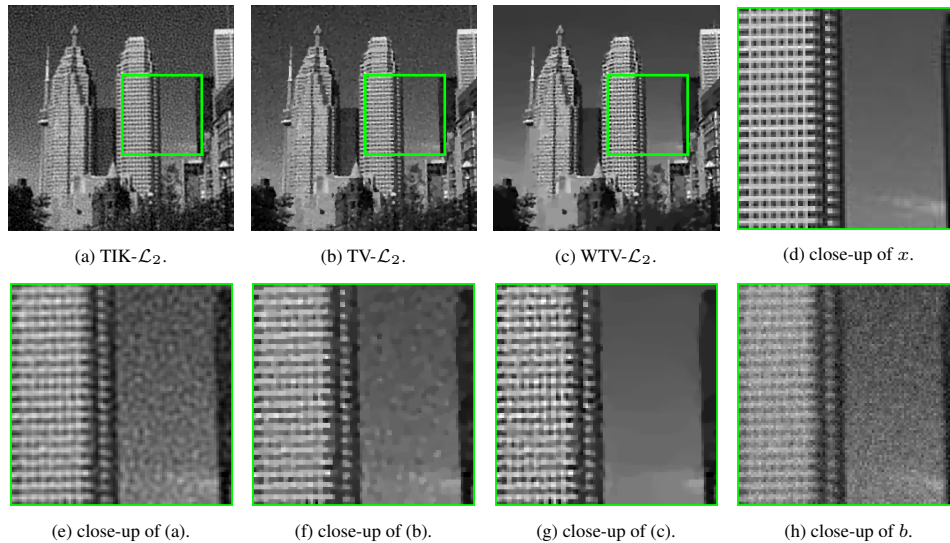 (a) TIK-ℒ₂.
(b) TV-ℒ₂.
(c) WTV-ℒ₂.
(d) close-up of x.
(e) close-up of (a).
(f) close-up of (b).
(g) close-up of (c).
(h) close-up of b.